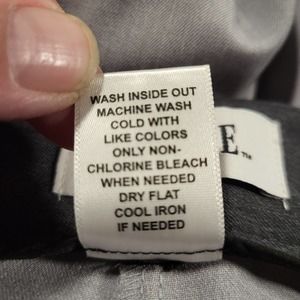 WASH INSIDE OUT
MACHINE WASH
COLD WITH
LIKE COLORS
ONLY NON-
CHLORINE BLEACH
WHEN NEEDED
DRY FLAT
COOL IRON
IF NEEDED
E™